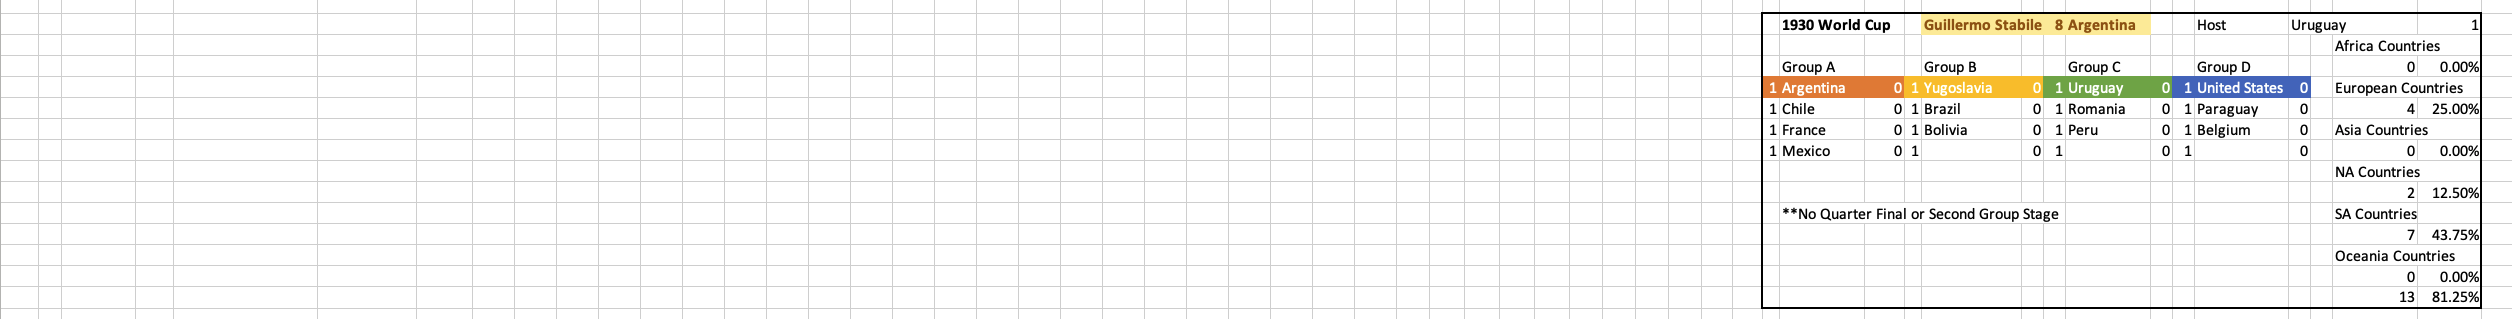 1930 World Cup Guillermo Stabile 8 Argentina Host Uruguay 1
Africa Countries
Group A Group B Group C Group D 0 0.00%
1 Argentina 0 1 Yugoslavia 0 1 Uruguay 0 1 United States 0 European Countries
1 Chile 0 1 Brazil 0 1 Romania 0 1 Paraguay 0 4 25.00%
1 France 0 1 Bolivia 0 1 Peru 0 1 Belgium 0 Asia Countries
1 Mexico 0 1 0 1 0 1 0 0 0.00%
NA Countries
2 12.50%
**No Quarter Final or Second Group Stage SA Countries
7 43.75%
Oceania Countries
0 0.00%
13 81.25%